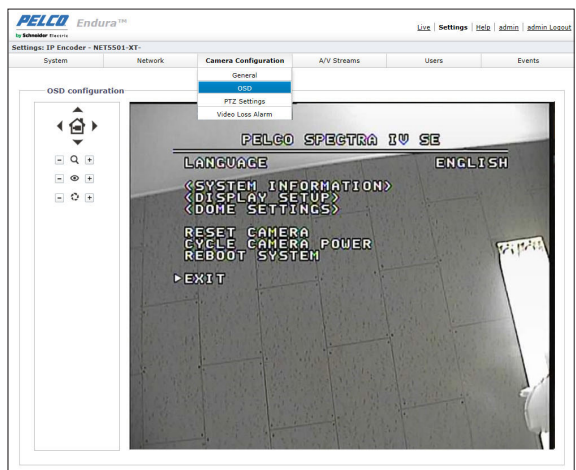 PELCO Endura™
by Schneider Electric
Live | Settings | Help | admin | admin Logout
Settings: IP Encoder - NET5501-XT-
System Network Camera Configuration A/V Streams Users Events
General
OSD
PTZ Settings
Video Loss Alarm
OSD configuration
PELCO SPECTRA IV SE
LANGUAGE ENGLISH
<SYSTEM INFORMATION>
<DISPLAY SETUP>
<DOME SETTINGS>
RESET CAMERA
CYCLE CAMERA POWER
REBOOT SYSTEM
EXIT